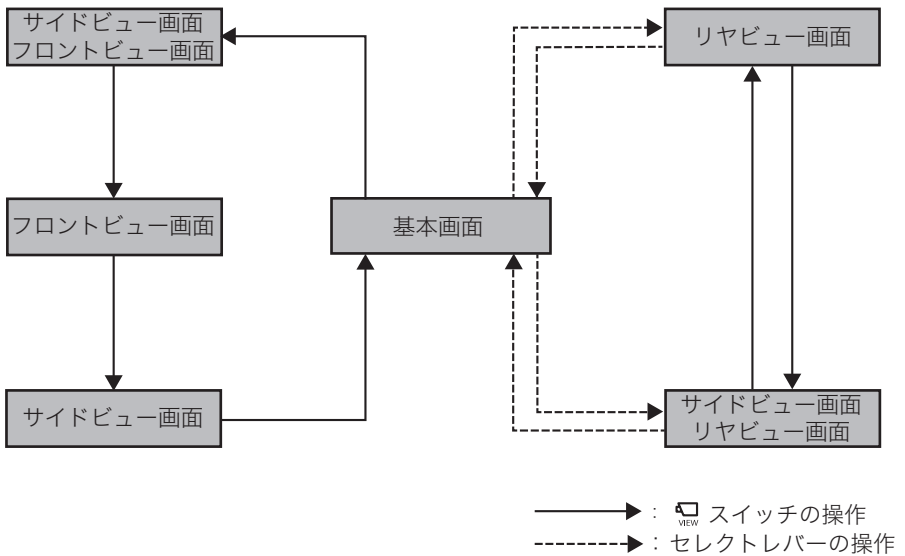 サイドビュー画面
フロントビュー画面
リヤビュー画面
フロントビュー画面
基本画面
サイドビュー画面
サイドビュー画面
リヤビュー画面
: VIEW スイッチの操作
: セレクトレバーの操作